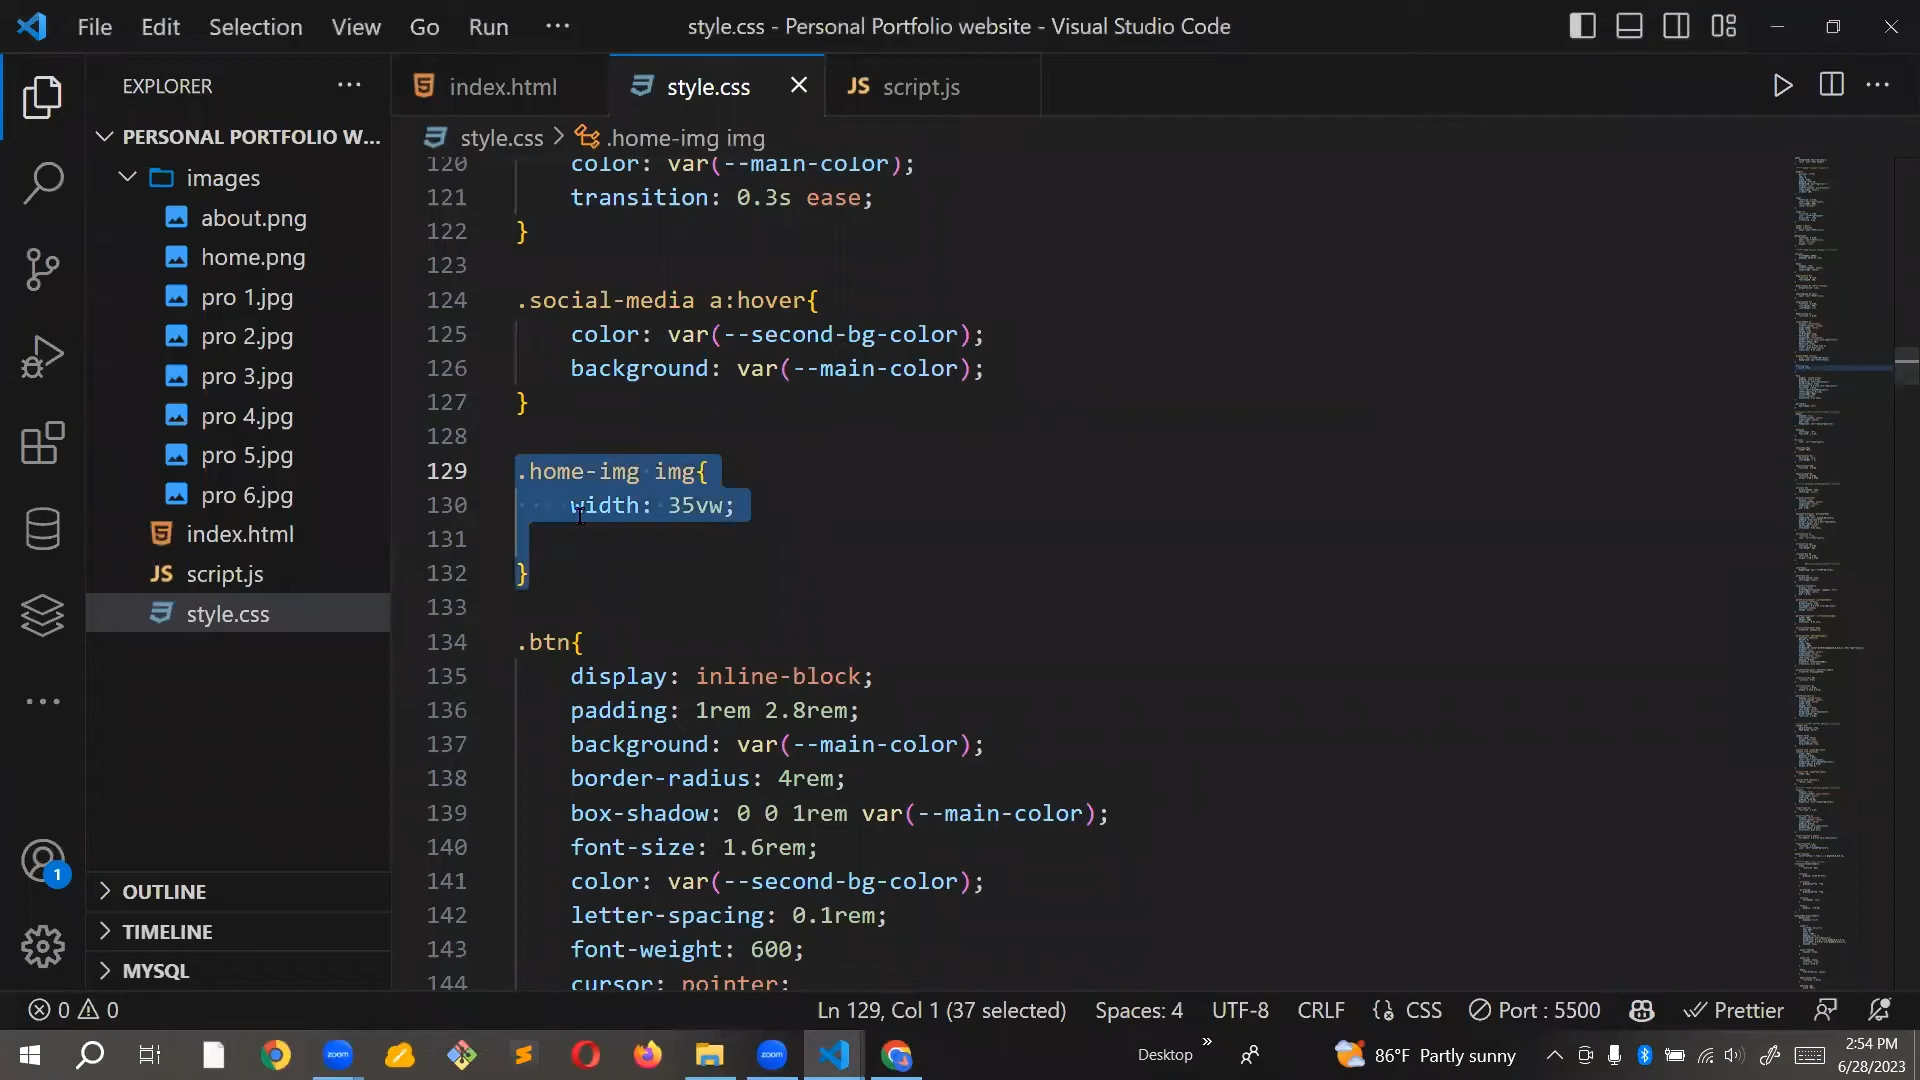 File Edit Selection View Go Run ···
style.css - Personal Portfolio website - Visual Studio Code
EXPLORER
PERSONAL PORTFOLIO W...
images
about.png
home.png
pro 1.jpg
pro 2.jpg
pro 3.jpg
pro 4.jpg
pro 5.jpg
pro 6.jpg
index.html
JS script.js
style.css
1
OUTLINE
TIMELINE
MYSQL
index.html
style.css
JS script.js
style.css > .home-img img
120 color: var(--main-color);
121 transition: 0.3s ease;
122 }
123
124 .social-media a:hover{
125 color: var(--second-bg-color);
126 background: var(--main-color);
127 }
128
129 .home-img img{
130 width: 35vw;
131
132 }
133
134 .btn{
135 display: inline-block;
136 padding: 1rem 2.8rem;
137 background: var(--main-color);
138 border-radius: 4rem;
139 box-shadow: 0 0 1rem var(--main-color);
140 font-size: 1.6rem;
141 color: var(--second-bg-color);
142 letter-spacing: 0.1rem;
143 font-weight: 600;
144 cursor: pointer;
0 0 Ln 129, Col 1 (37 selected) Spaces: 4 UTF-8 CRLF {} CSS Port : 5500 Prettier
zoom zoom Desktop 86°F Partly sunny 2:54 PM
6/28/2023